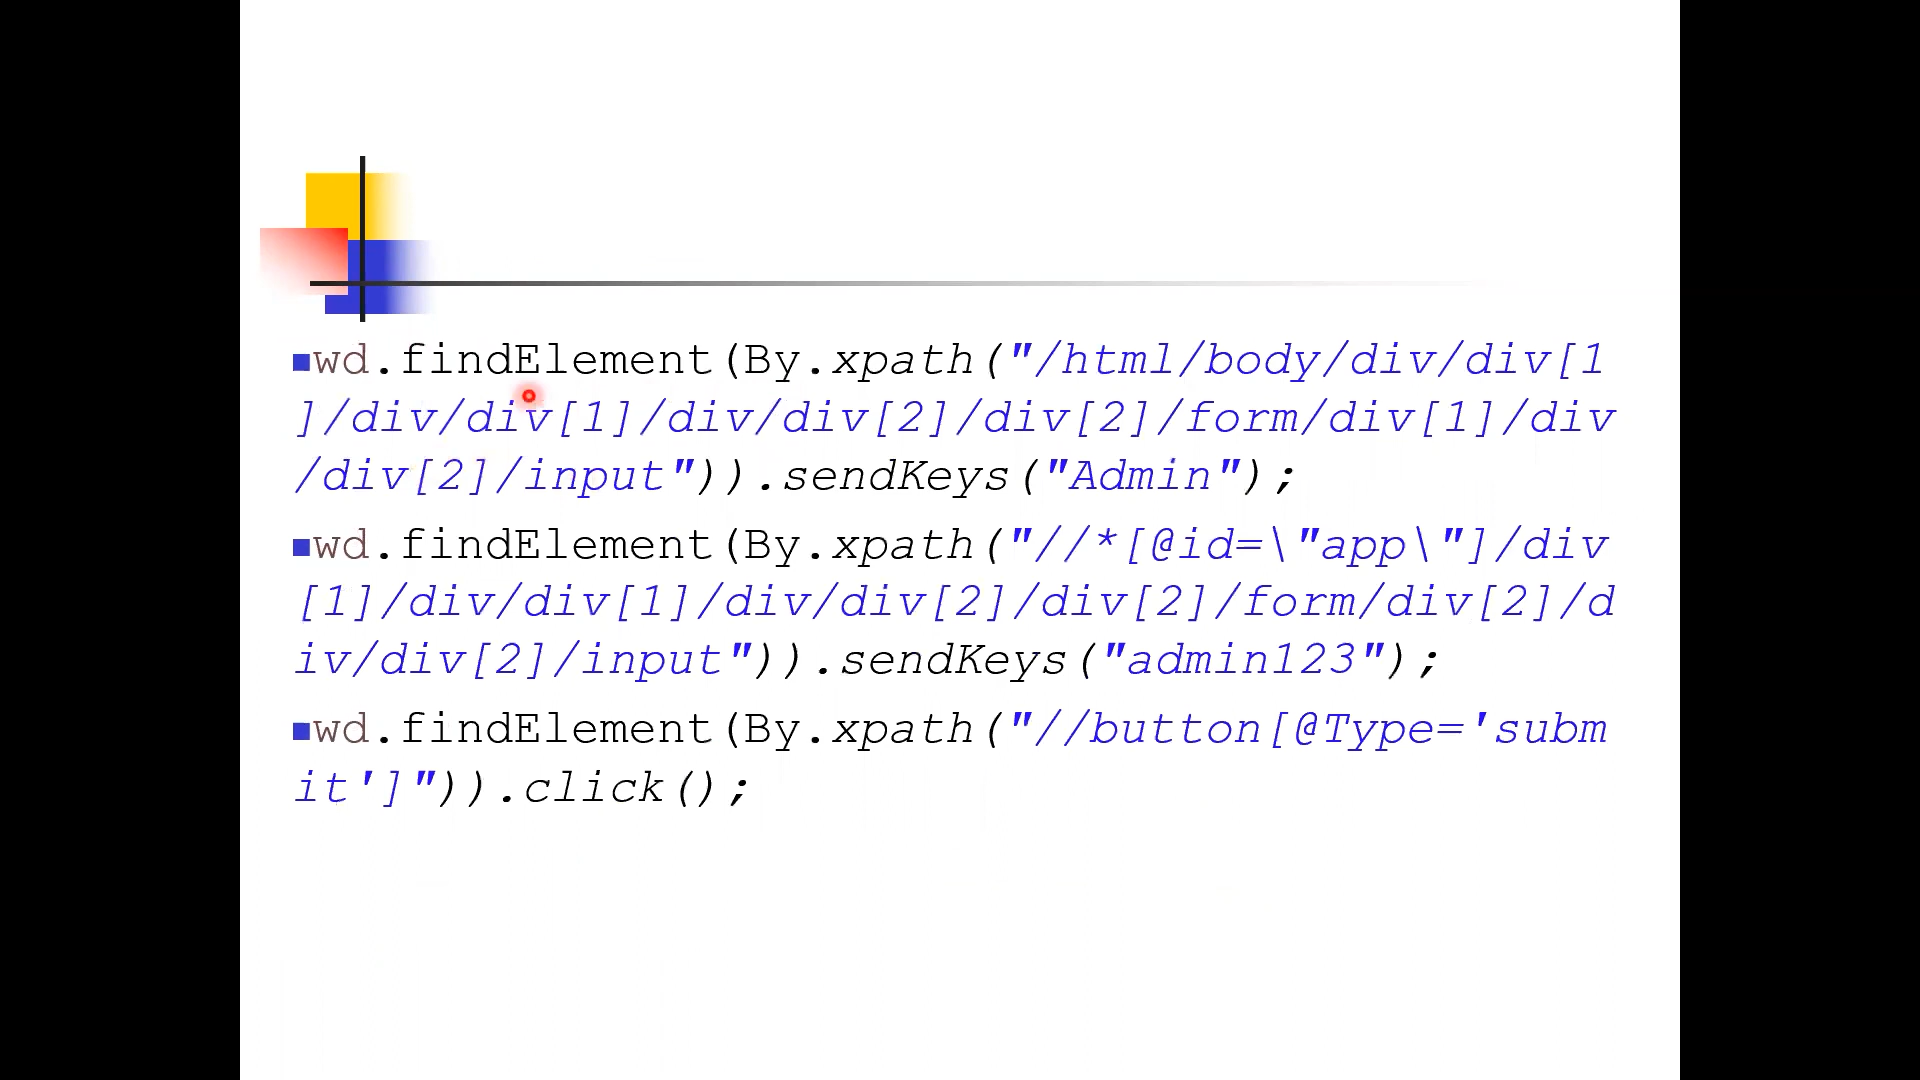 wd.findElement(By.xpath("/html/body/div/div[1
]/div/div[1]/div/div[2]/div[2]/form/div[1]/div
/div[2]/input")).sendKeys("Admin");
wd.findElement(By.xpath("//*[@id=\"app\"]/div
[1]/div/div[1]/div/div[2]/div[2]/form/div[2]/d
iv/div[2]/input")).sendKeys("admin123");
wd.findElement(By.xpath("//button[@Type='subm
it']")).click();